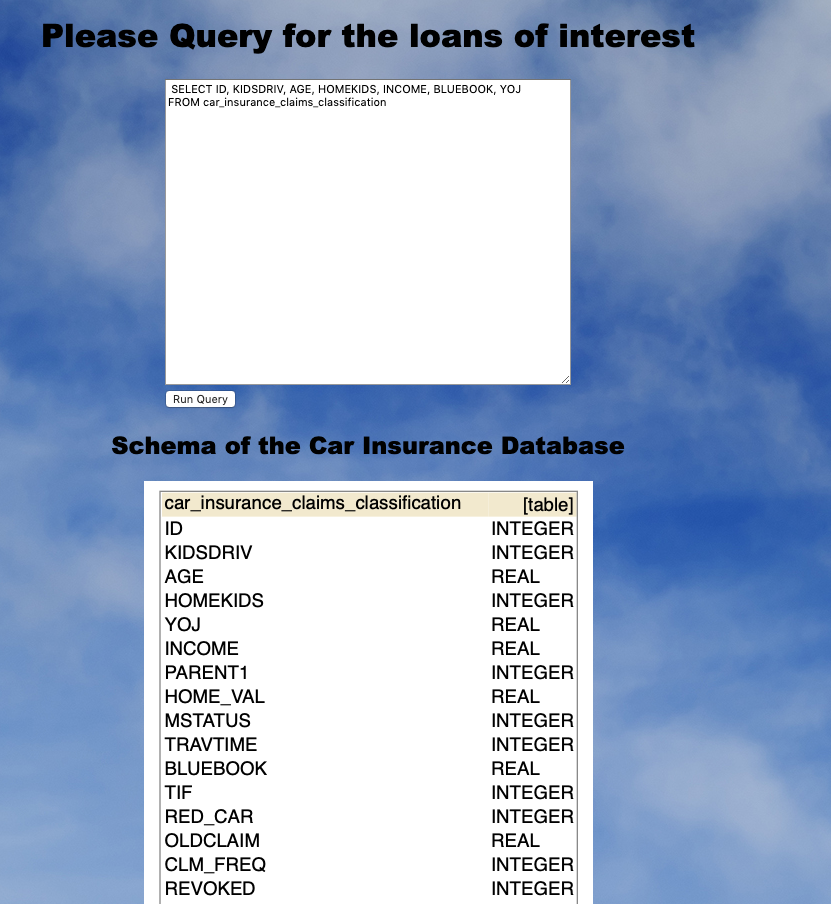 Please Query for the loans of interest
SELECT ID, KIDSDRIV, AGE, HOMEKIDS, INCOME, BLUEBOOK, YOJ
FROM car_insurance_claims_classification
Run Query
Schema of the Car Insurance Database
car_insurance_claims_classification [table]
ID INTEGER
KIDSDRIV INTEGER
AGE REAL
HOMEKIDS INTEGER
YOJ REAL
INCOME REAL
PARENT1 INTEGER
HOME_VAL REAL
MSTATUS INTEGER
TRAVTIME INTEGER
BLUEBOOK REAL
TIF INTEGER
RED_CAR INTEGER
OLDCLAIM REAL
CLM_FREQ INTEGER
REVOKED INTEGER